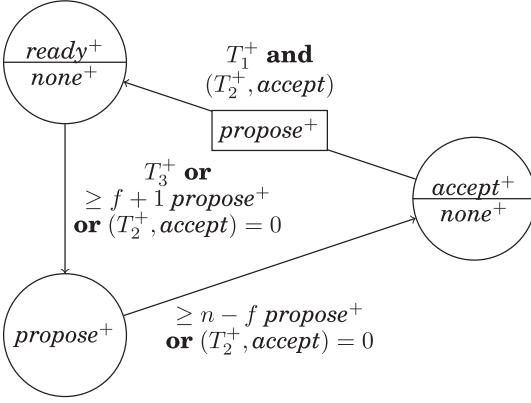 ready⁺
none⁺
T₁⁺ and
(T₂⁺, accept)
propose⁺
accept⁺
none⁺
T₃⁺ or
≥ f + 1 propose⁺
or (T₂⁺, accept) = 0
propose⁺
≥ n − f propose⁺
or (T₂⁺, accept) = 0